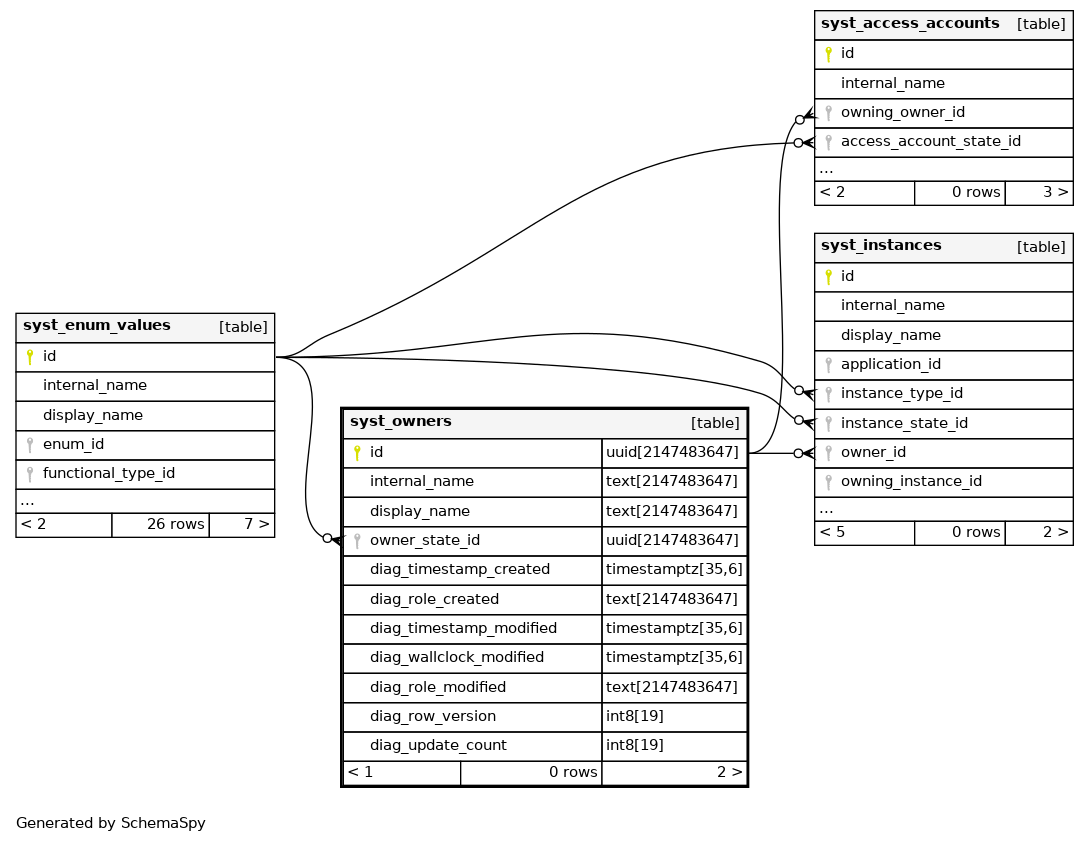 syst_access_accounts [table]
id
internal_name
owning_owner_id
access_account_state_id
...
< 2 0 rows 3 >
syst_instances [table]
id
internal_name
display_name
application_id
instance_type_id
instance_state_id
owner_id
owning_instance_id
...
< 5 0 rows 2 >
syst_enum_values [table]
id
internal_name
display_name
enum_id
functional_type_id
...
< 2 26 rows 7 >
syst_owners [table]
id uuid[2147483647]
internal_name text[2147483647]
display_name text[2147483647]
owner_state_id uuid[2147483647]
diag_timestamp_created timestamptz[35,6]
diag_role_created text[2147483647]
diag_timestamp_modified timestamptz[35,6]
diag_wallclock_modified timestamptz[35,6]
diag_role_modified text[2147483647]
diag_row_version int8[19]
diag_update_count int8[19]
< 1 0 rows 2 >
Generated by SchemaSpy